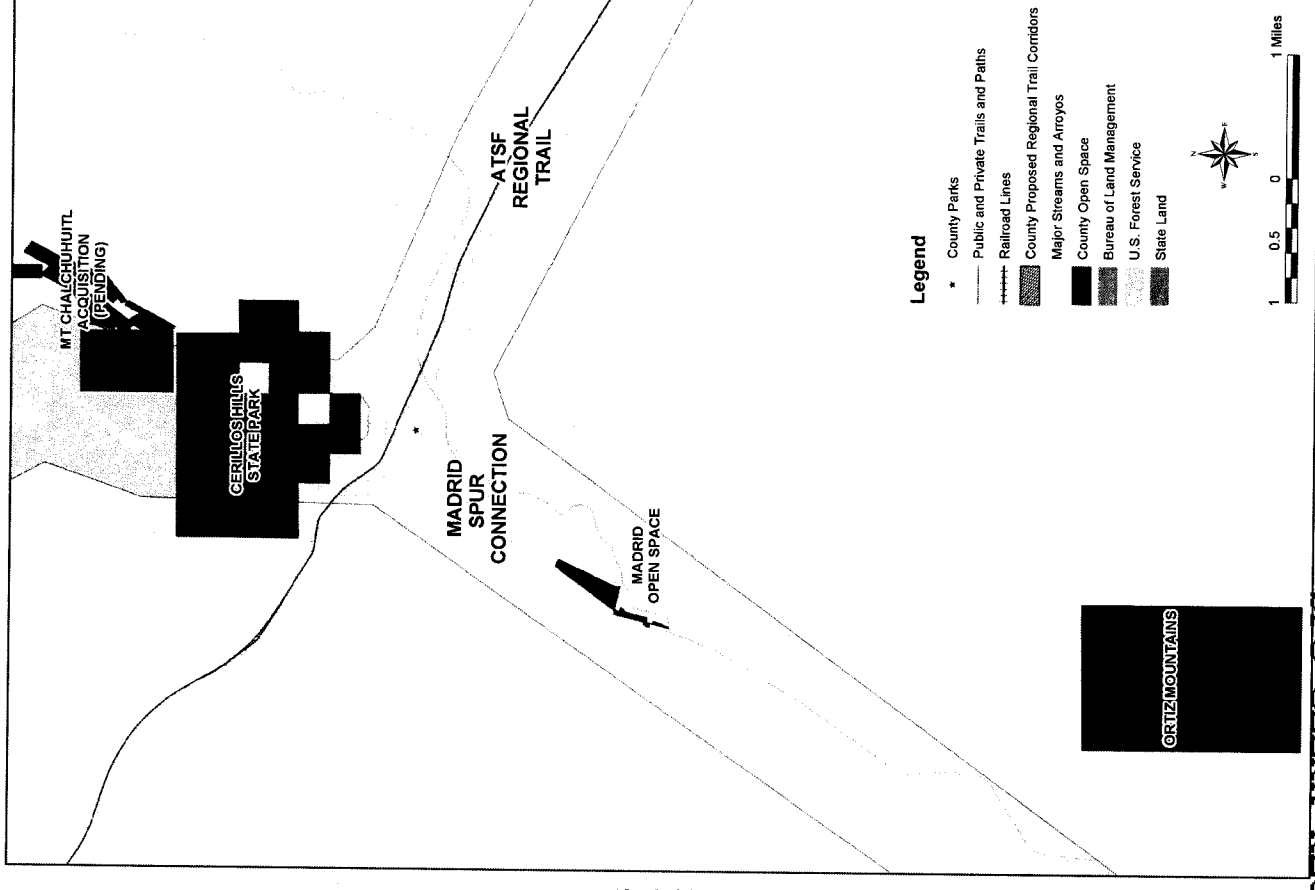 MT CHALCHUHUITL
ACQUISITION
(PENDING)
CERILLOS HILLS
STATE PARK
ATSF
REGIONAL
TRAIL
MADRID
SPUR
CONNECTION
MADRID
OPEN SPACE
ORTIZ MOUNTAINS
Legend
County Parks
Public and Private Trails and Paths
Railroad Lines
County Proposed Regional Trail Corridors
Major Streams and Arroyos
County Open Space
Bureau of Land Management
U.S. Forest Service
State Land
N
W E
S
1 0.5 0 1 Miles